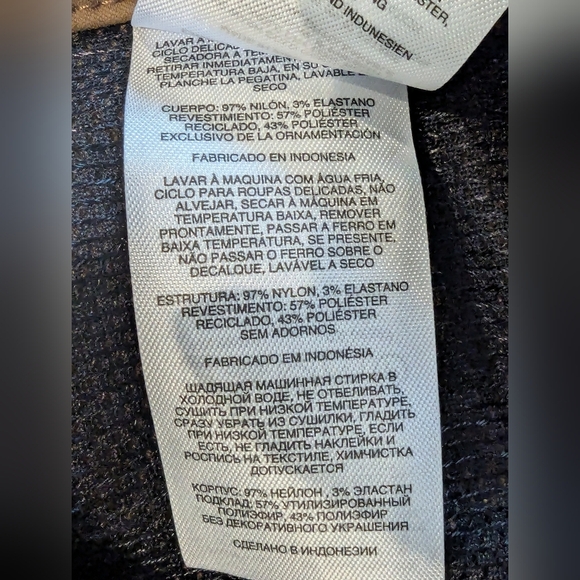 STER,
NG
ND INDUNESIEN
LAVAR A
CICLO DELICA
SECADORA A TE
RETIRAR INMEDIATAMEN
TEMPERATURA BAJA, EN SU
PLANCHE LA PEGATINA, LAVABLE
SECO
CUERPO: 97% NILÓN, 3% ELASTANO
REVESTIMIENTO: 57% POLIÉSTER
RECICLADO, 43% POLIÉSTER
EXCLUSIVO DE LA ORNAMENTACIÓN
FABRICADO EN INDONESIA
LAVAR À MAQUINA COM ÁGUA FRIA,
CICLO PARA ROUPAS DELICADAS, NÃO
ALVEJAR, SECAR À MÁQUINA EM
TEMPERATURA BAIXA, REMOVER
PRONTAMENTE, PASSAR A FERRO EM
BAIXA TEMPERATURA, SE PRESENTE,
NÃO PASSAR O FERRO SOBRE O
DECALQUE, LAVÁVEL A SECO
ESTRUTURA: 97% NYLON, 3% ELASTANO
REVESTIMENTO: 57% POLIÉSTER
RECICLADO, 43% POLIÉSTER
SEM ADORNOS
FABRICADO EM INDONÉSIA
ЩАДЯЩАЯ МАШИННАЯ СТИРКА В
ХОЛОДНОЙ ВОДЕ, НЕ ОТБЕЛИВАТЬ,
СУШИТЬ ПРИ НИЗКОЙ ТЕМПЕРАТУРЕ,
СРАЗУ УБРАТЬ ИЗ СУШИЛКИ, ГЛАДИТЬ
ПРИ НИЗКОЙ ТЕМПЕРАТУРЕ, ЕСЛИ
ЕСТЬ, НЕ ГЛАДИТЬ НАКЛЕЙКИ И
РОСПИСЬ НА ТЕКСТИЛЕ, ХИМЧИСТКА
ДОПУСКАЕТСЯ
КОРПУС: 97% НЕЙЛОН, 3% ЭЛАСТАН
ПОДКЛАД: 57% УТИЛИЗИРОВАННЫЙ
ПОЛИЭФИР, 43% ПОЛИЭФИР
БЕЗ ДЕКОРАТИВНОГО УКРАШЕНИЯ
СДЕЛАНО В ИНДОНЕЗИИ